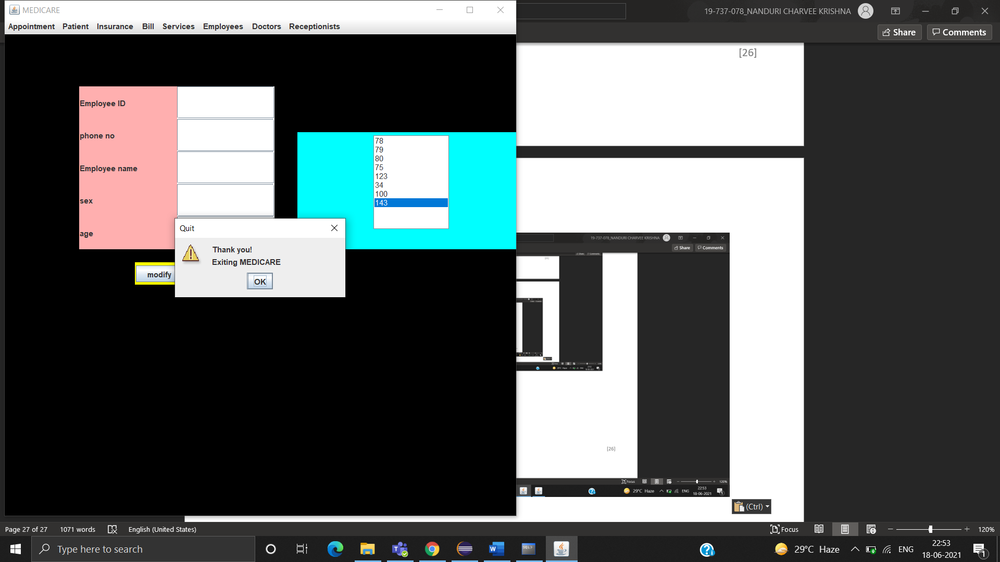 MEDICARE
Appointment Patient Insurance Bill Services Employees Doctors Receptionists
Employee ID
phone no
Employee name
sex
age
modify
78
79
80
75
123
34
100
143
Quit
Thank you!
Exiting MEDICARE
OK
19-737-078_NANDURI CHARVEE KRISHNA
Share
Comments
[26]
19-737-078_NANDURI CHARVEE KRISHNA
Share
Comments
[26]
Focus
120%
29°C Haze
ENG
22:53
18-06-2021
(Ctrl)
Page 27 of 27
1071 words
English (United States)
Focus
120%
Type here to search
SQL>
29°C Haze
ENG
22:53
18-06-2021
1